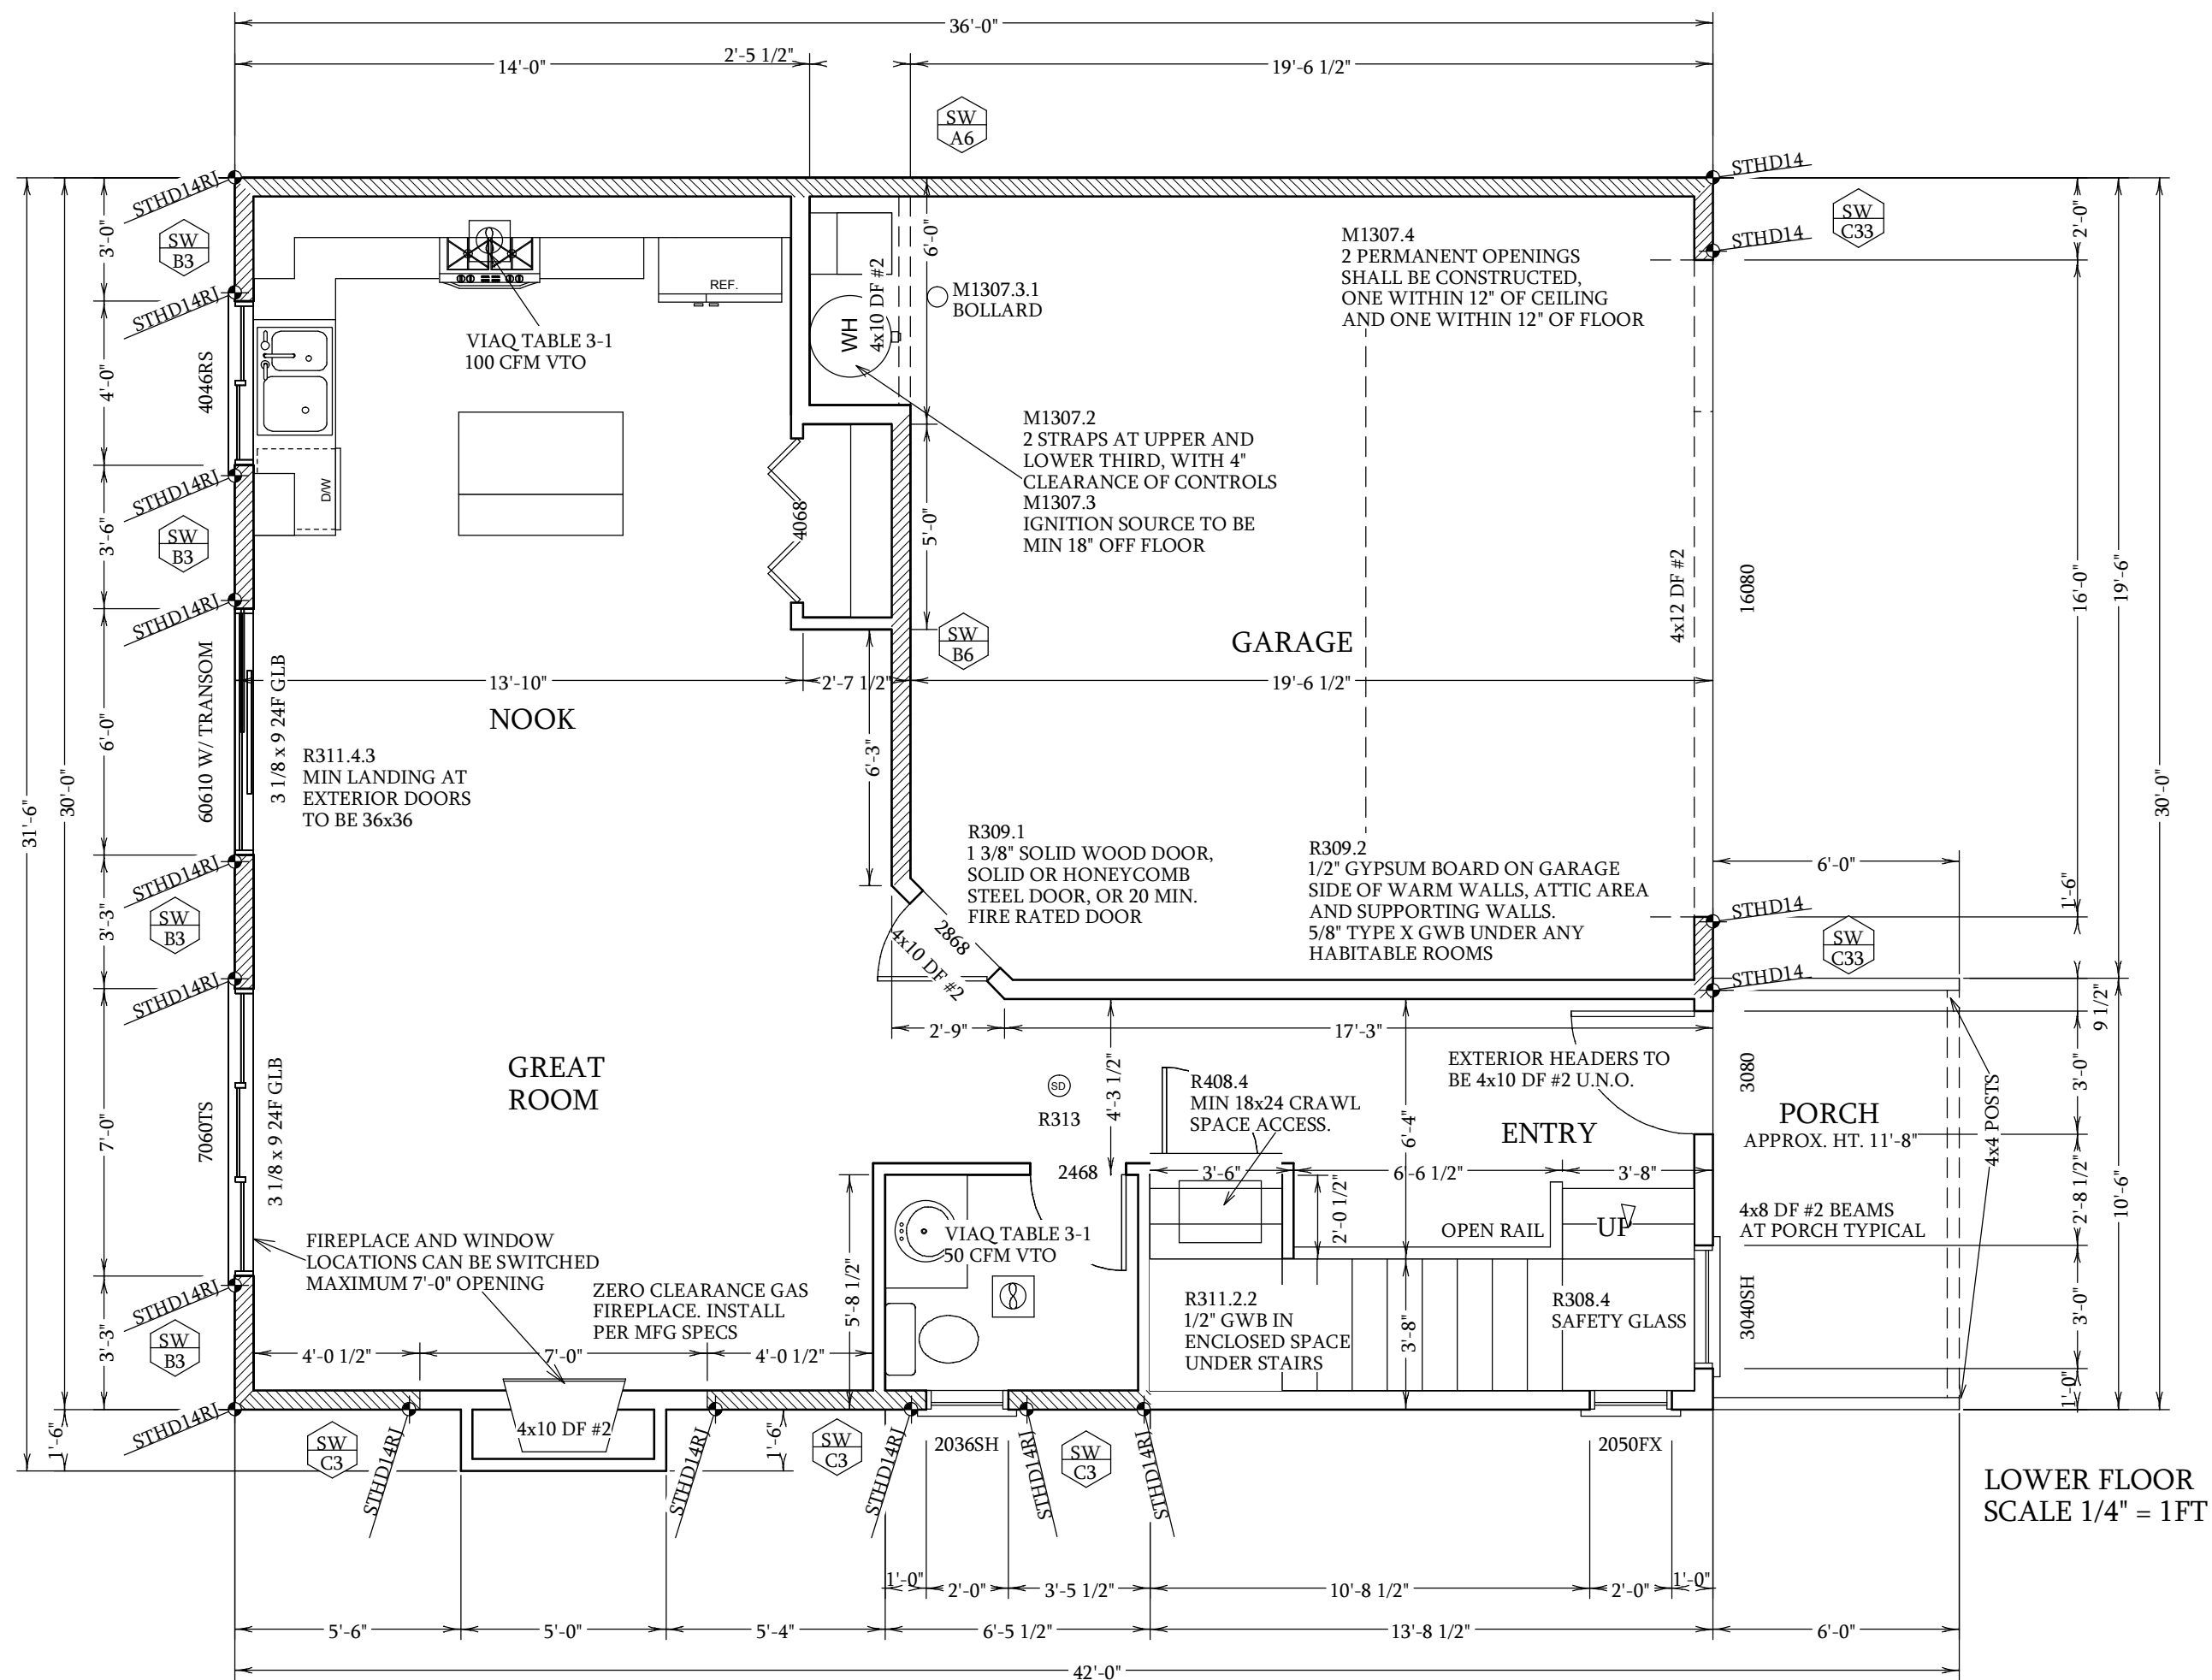 36'-0"
14'-0"
2'-5 1/2"
19'-6 1/2"
SW
A6
STHD14RJ
STHD14
SW
B3
SW
C33
3'-0"
2'-0"
STHD14RJ
STHD14
6'-0"
M1307.4
2 PERMANENT OPENINGS
SHALL BE CONSTRUCTED,
ONE WITHIN 12" OF CEILING
AND ONE WITHIN 12" OF FLOOR
REF.
M1307.3.1
BOLLARD
4x10 DF #2
WH
VIAQ TABLE 3-1
100 CFM VTO
4046RS
4'-0"
M1307.2
2 STRAPS AT UPPER AND
LOWER THIRD, WITH 4"
CLEARANCE OF CONTROLS
M1307.3
IGNITION SOURCE TO BE
MIN 18" OFF FLOOR
STHD14RJ
D/W
4068
5'-0"
SW
B3
3'-6"
STHD14RJ
4x12 DF #2
16080
16'-0"
19'-6"
SW
B6
GARAGE
13'-10"
2'-7 1/2"
19'-6 1/2"
NOOK
60610 W/ TRANSOM
3 1/8 x 9 24F GLB
6'-0"
6'-3"
R311.4.3
MIN LANDING AT
EXTERIOR DOORS
TO BE 36x36
31'-6"
30'-0"
30'-0"
R309.1
1 3/8" SOLID WOOD DOOR,
SOLID OR HONEYCOMB
STEEL DOOR, OR 20 MIN.
FIRE RATED DOOR
R309.2
1/2" GYPSUM BOARD ON GARAGE
SIDE OF WARM WALLS, ATTIC AREA
AND SUPPORTING WALLS.
5/8" TYPE X GWB UNDER ANY
HABITABLE ROOMS
6'-0"
1'-6"
STHD14RJ
STHD14
SW
B3
SW
C33
3'-3"
2868
4x10 DF #2
STHD14RJ
STHD14
2'-9"
17'-3"
9 1/2"
EXTERIOR HEADERS TO
BE 4x10 DF #2 U.N.O.
GREAT
ROOM
SD
R313
4'-3 1/2"
R408.4
MIN 18x24 CRAWL
SPACE ACCESS.
6'-4"
ENTRY
3080
3'-0"
PORCH
APPROX. HT. 11'-8"
4x4 POSTS
7060TS
7'-0"
3 1/8 x 9 24F GLB
2468
3'-6"
6'-6 1/2"
3'-8"
2'-0 1/2"
OPEN RAIL
UP
4x8 DF #2 BEAMS
AT PORCH TYPICAL
2'-8 1/2"
10'-6"
VIAQ TABLE 3-1
50 CFM VTO
FIREPLACE AND WINDOW
LOCATIONS CAN BE SWITCHED
MAXIMUM 7'-0" OPENING
ZERO CLEARANCE GAS
FIREPLACE. INSTALL
PER MFG SPECS
5'-8 1/2"
R311.2.2
1/2" GWB IN
ENCLOSED SPACE
UNDER STAIRS
3'-8"
R308.4
SAFETY GLASS
3040SH
3'-0"
STHD14RJ
SW
B3
3'-3"
4'-0 1/2"
7'-0"
4'-0 1/2"
1'-0"
STHD14RJ
1'-6"
4x10 DF #2
1'-6"
SW
C3
SW
C3
SW
C3
STHD14RJ
STHD14RJ
STHD14RJ
STHD14RJ
STHD14RJ
2036SH
2050FX
LOWER FLOOR
SCALE 1/4" = 1FT
1'-0"
2'-0"
3'-5 1/2"
10'-8 1/2"
2'-0"
1'-0"
5'-6"
5'-0"
5'-4"
6'-5 1/2"
13'-8 1/2"
6'-0"
42'-0"